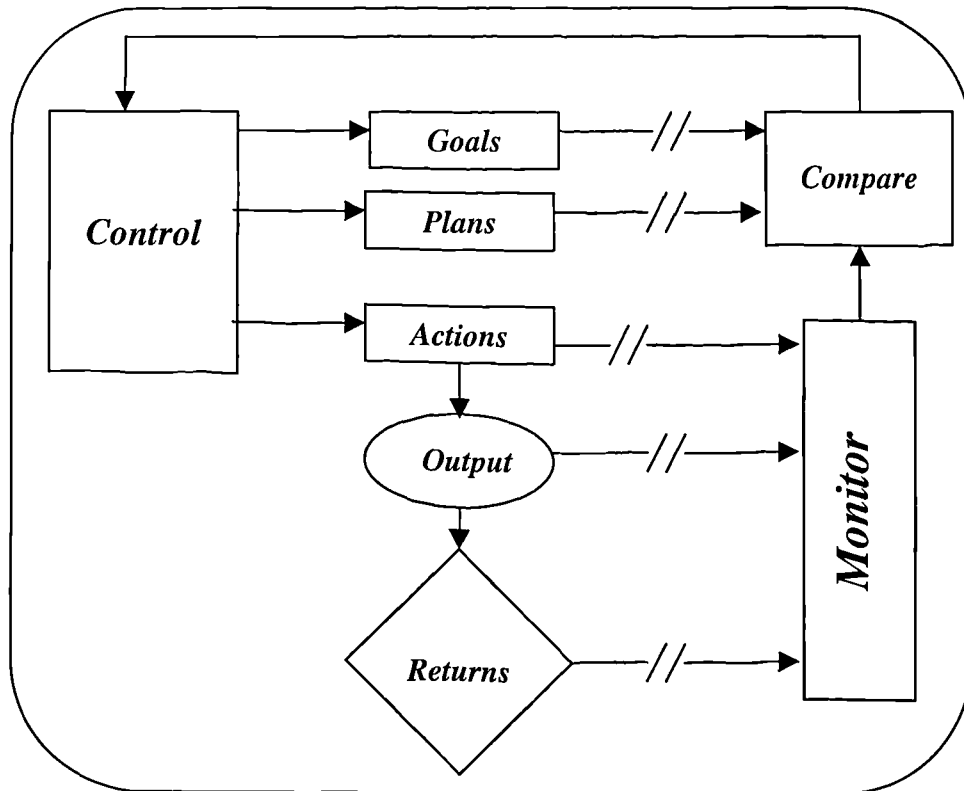 Goals
Compare
Control
Plans
Actions
Output
Monitor
Returns